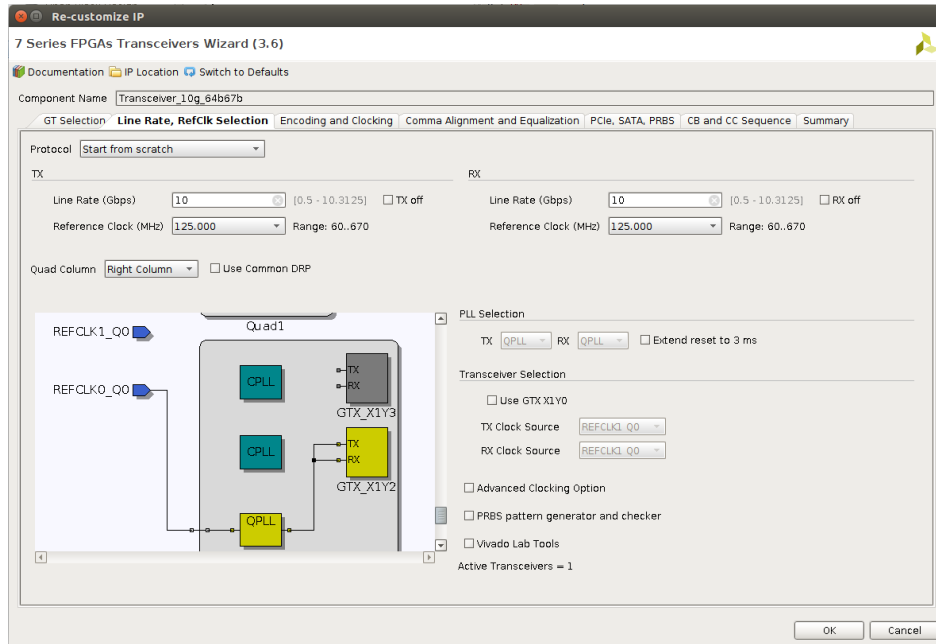 Re-customize IP
7 Series FPGAs Transceivers Wizard (3.6)
Documentation IP Location Switch to Defaults
Component Name Transceiver_10g_64b67b
GT Selection Line Rate, RefClk Selection Encoding and Clocking Comma Alignment and Equalization PCIe, SATA, PRBS CB and CC Sequence Summary
Protocol Start from scratch
TX
Line Rate (Gbps) 10 [0.5 - 10.3125] TX off
Reference Clock (MHz) 125.000 Range: 60..670
RX
Line Rate (Gbps) 10 [0.5 - 10.3125] RX off
Reference Clock (MHz) 125.000 Range: 60..670
Quad Column Right Column Use Common DRP
Quad1
REFCLK1_Q0
REFCLK0_Q0
CPLL
TX
RX
GTX_X1Y3
CPLL
TX
RX
GTX_X1Y2
QPLL
PLL Selection
TX QPLL RX QPLL Extend reset to 3 ms
Transceiver Selection
Use GTX X1Y0
TX Clock Source REFCLK1 Q0
RX Clock Source REFCLK1 Q0
Advanced Clocking Option
PRBS pattern generator and checker
Vivado Lab Tools
Active Transceivers = 1
OK Cancel